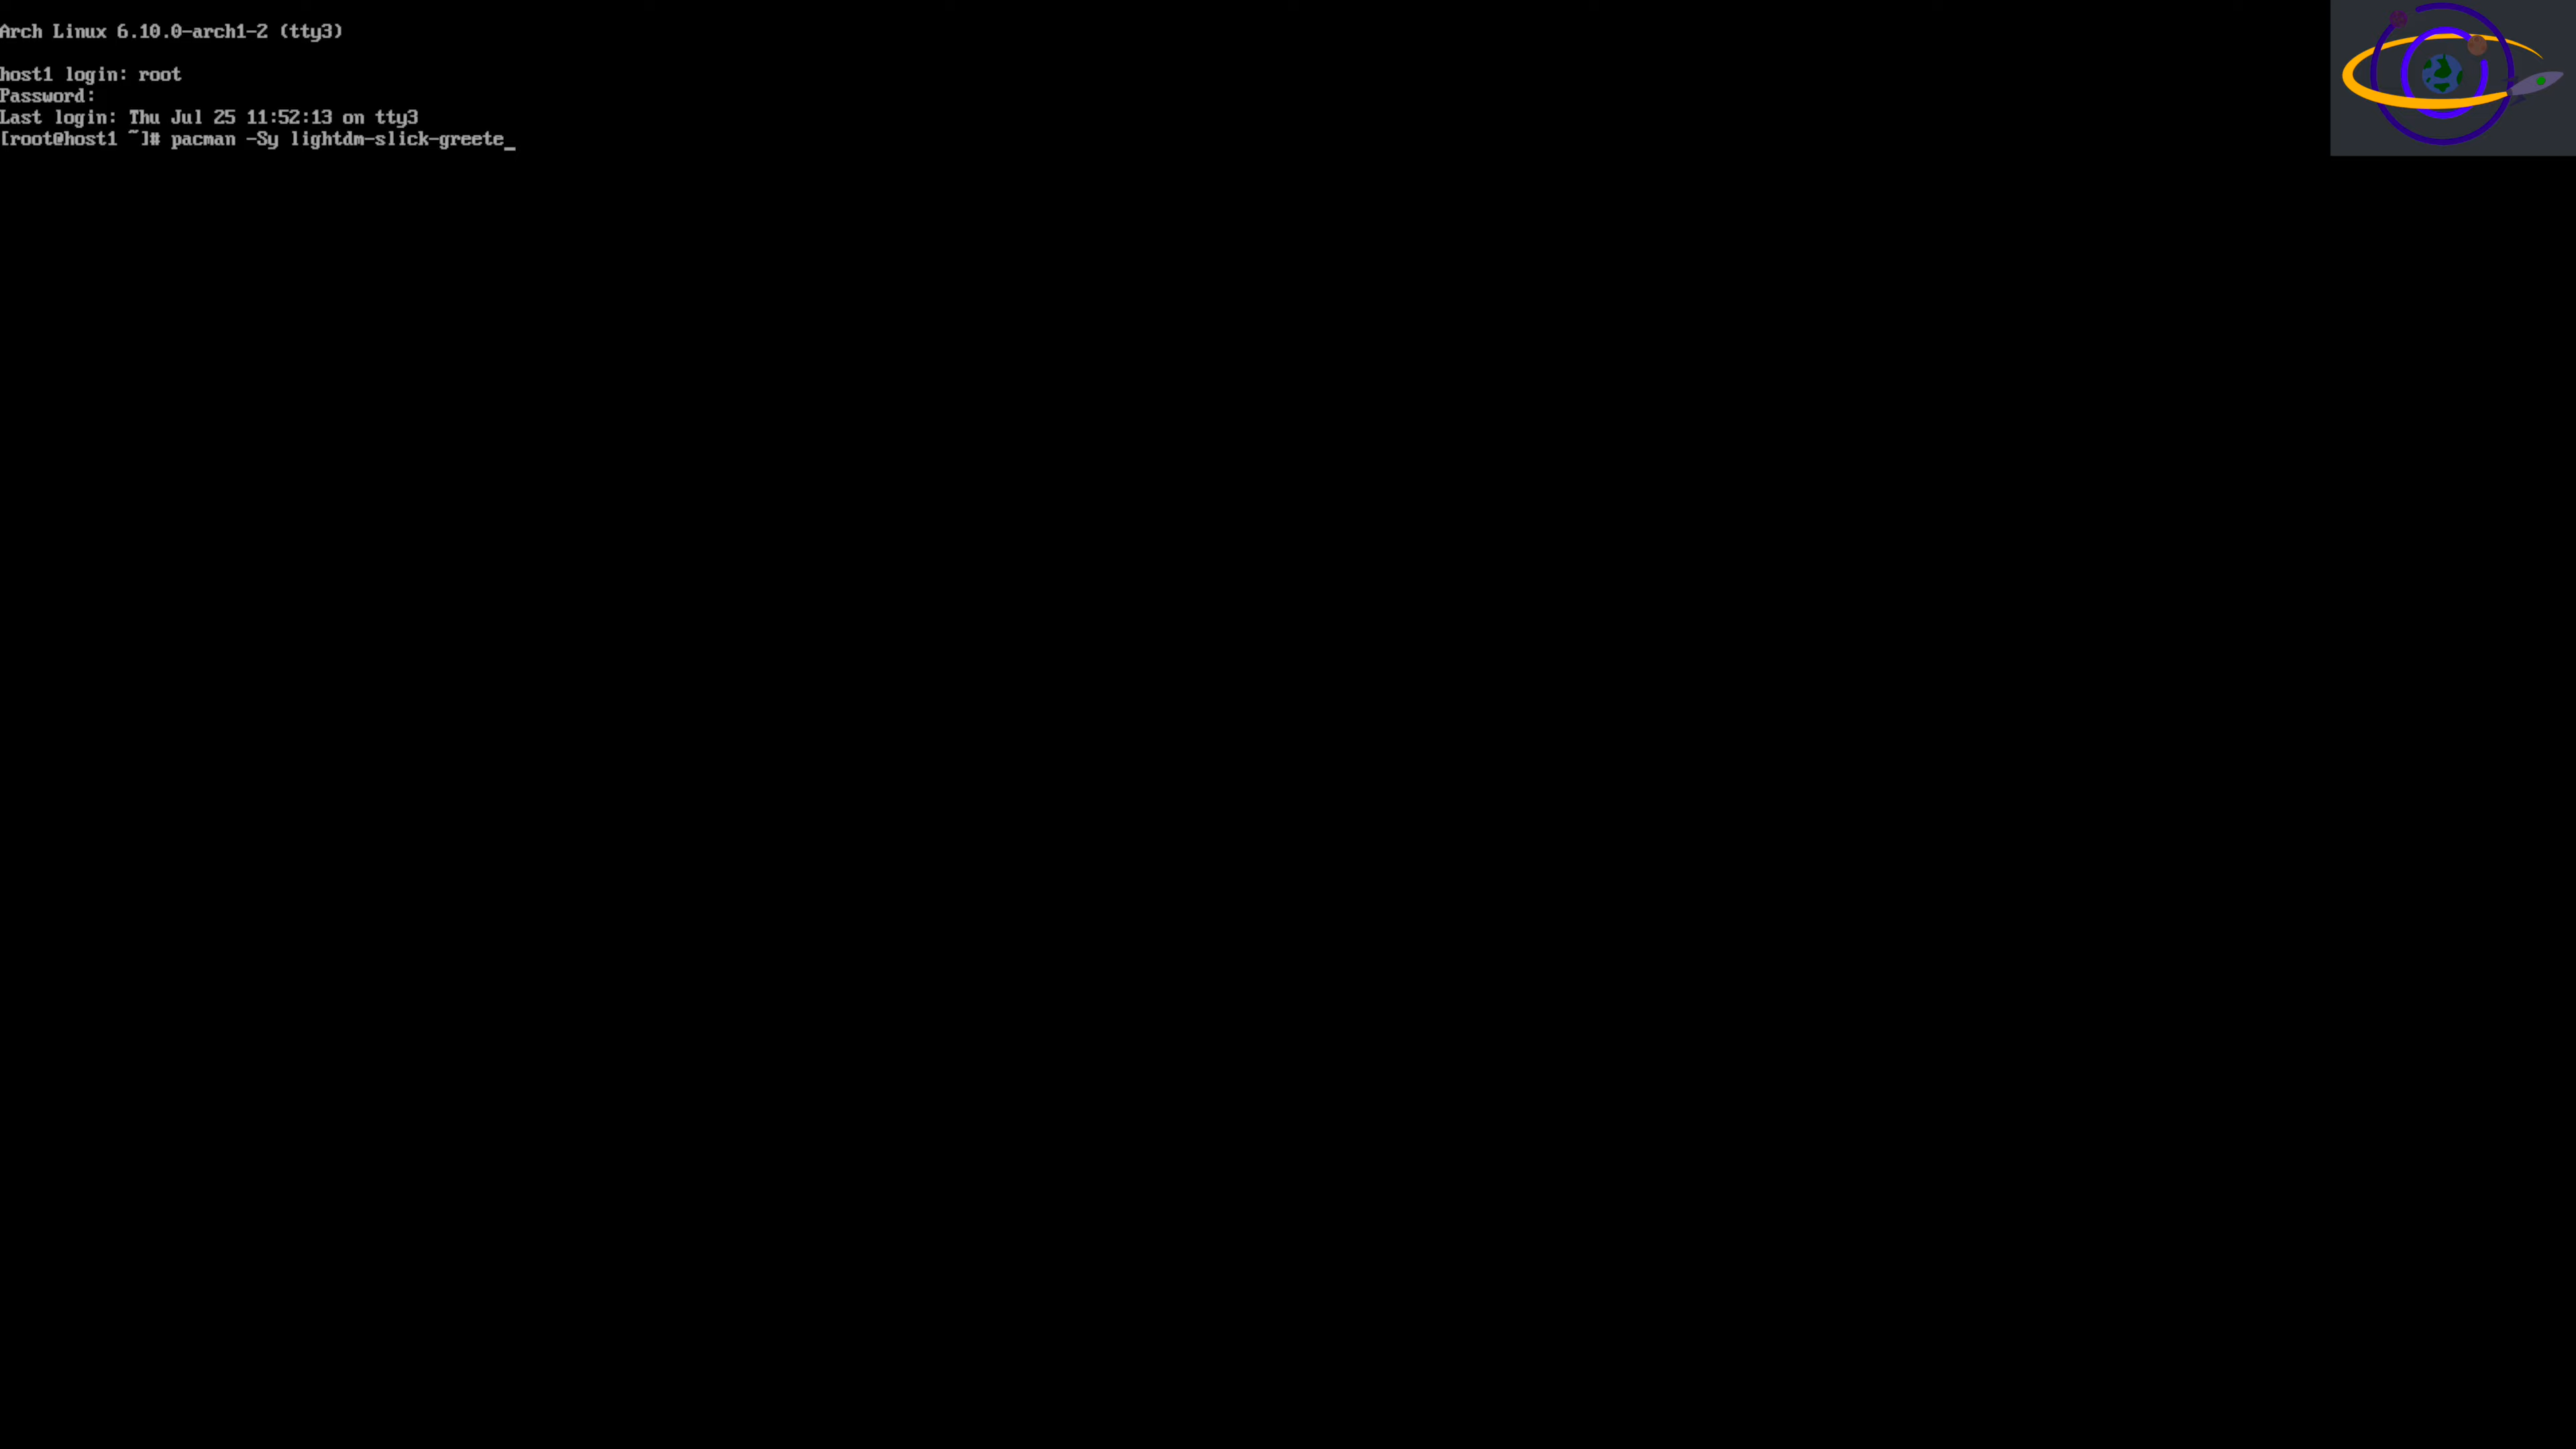 Arch Linux 6.10.0-arch1-2 (tty3)
host1 login: root
Password:
Last login: Thu Jul 25 11:52:13 on tty3
[root@host1 ~]# pacman -Sy lightdm-slick-greete_